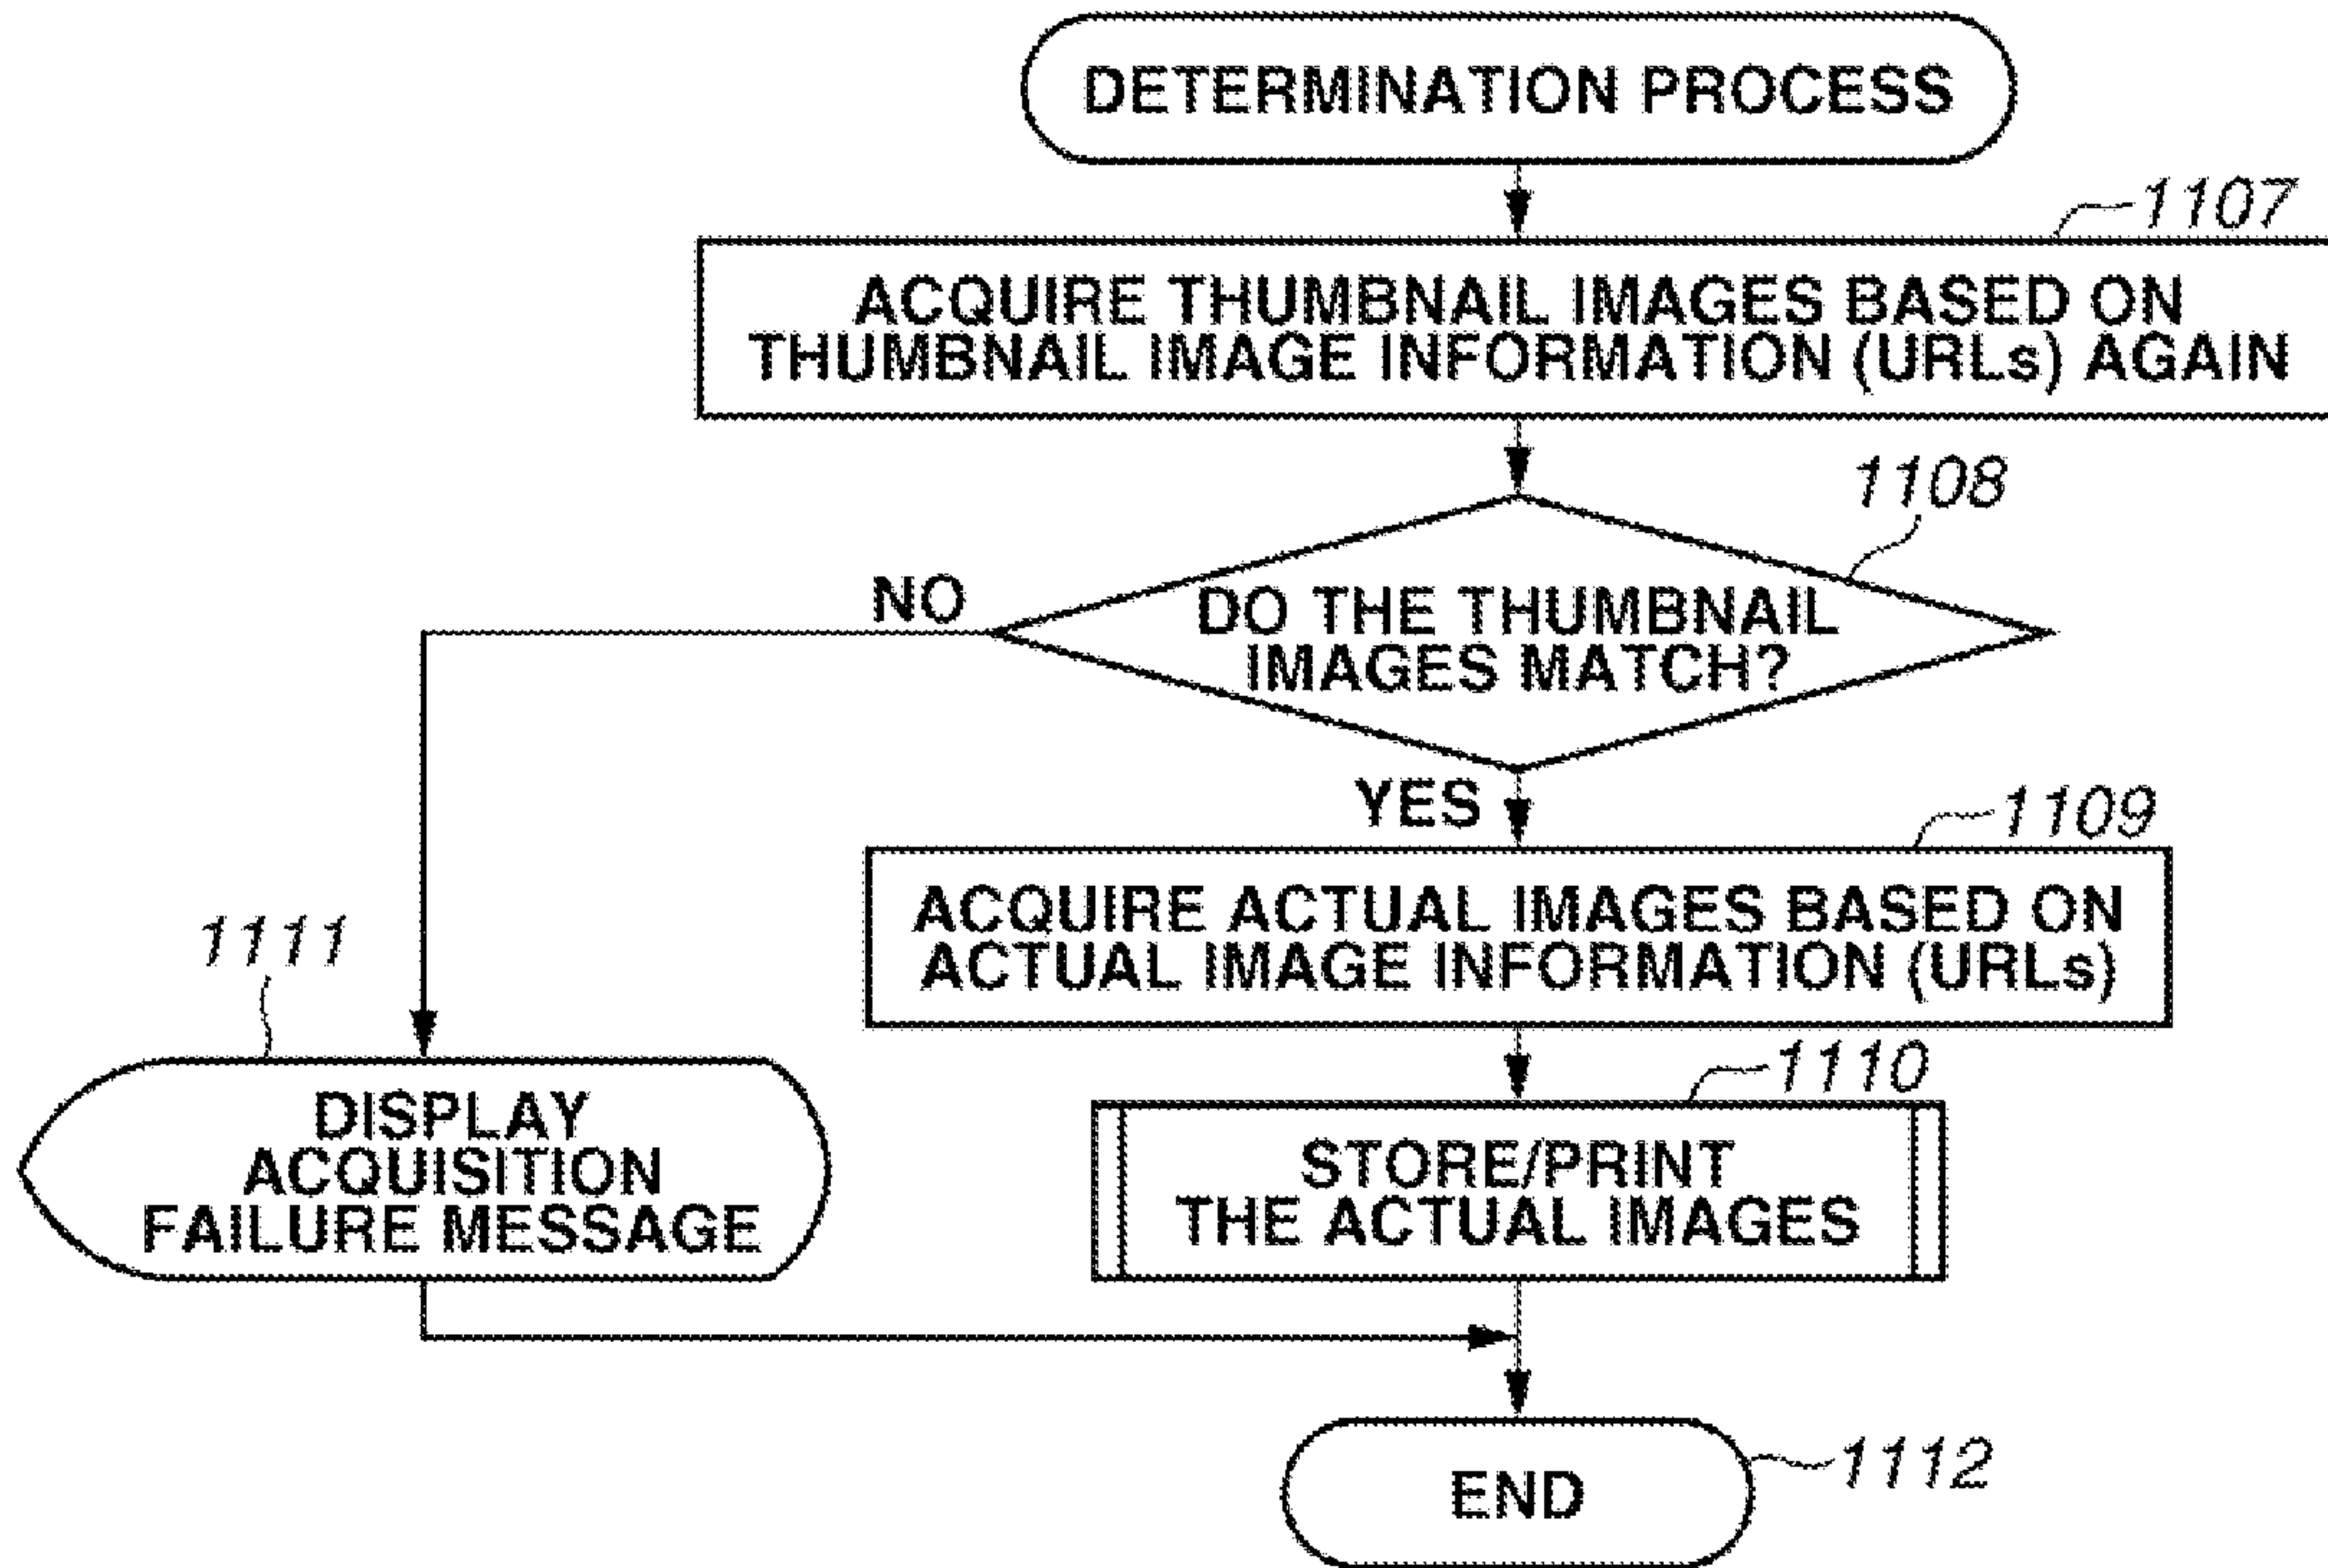 DETERMINATION PROCESS
1107
ACQUIRE THUMBNAIL IMAGES BASED ON
THUMBNAIL IMAGE INFORMATION (URLs) AGAIN
1108
NO
DO THE THUMBNAIL
IMAGES MATCH?
YES
1109
ACQUIRE ACTUAL IMAGES BASED ON
ACTUAL IMAGE INFORMATION (URLs)
1111
DISPLAY
ACQUISITION
FAILURE MESSAGE
1110
STORE/PRINT
THE ACTUAL IMAGES
END
1112